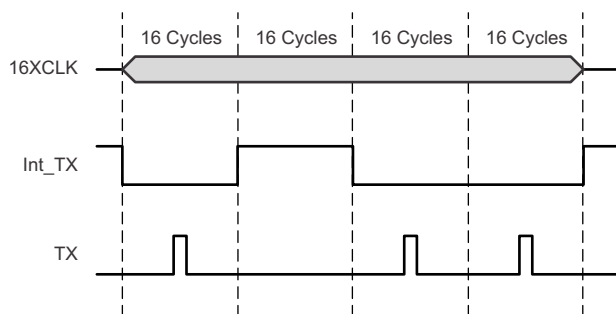 16 Cycles 16 Cycles 16 Cycles 16 Cycles
16XCLK
Int_TX
TX